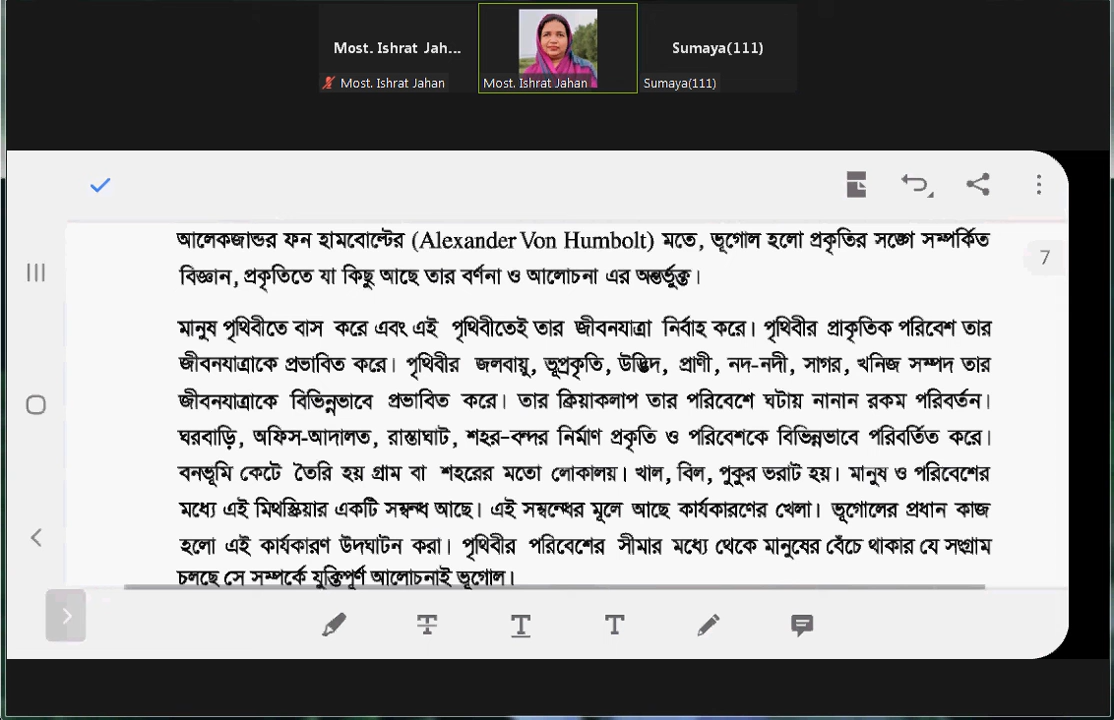 Most. Ishrat Jah...
Most. Ishrat Jahan
Most. Ishrat Jahan
Sumaya(111)
Sumaya(111)
7
আলেকজান্ডার ফন হামবোল্টের (Alexander Von Humbolt) মতে, ভূগোল হলো প্রকৃতির সঙ্গে সম্পর্কিত
বিজ্ঞান, প্রকৃতিতে যা কিছু আছে তার বর্ণনা ও আলোচনা এর অন্তর্ভুক্ত।
মানুষ পৃথিবীতে বাস করে এবং এই পৃথিবীতেই তার জীবনযাত্রা নির্বাহ করে। পৃথিবীর প্রাকৃতিক পরিবেশ তার
জীবনযাত্রাকে প্রভাবিত করে। পৃথিবীর জলবায়ু, ভূপ্রকৃতি, উদ্ভিদ, প্রাণী, নদ-নদী, সাগর, খনিজ সম্পদ তার
জীবনযাত্রাকে বিভিন্নভাবে প্রভাবিত করে। তার ক্রিয়াকলাপ তার পরিবেশে ঘটায় নানান রকম পরিবর্তন।
ঘরবাড়ি, অফিস-আদালত, রাস্তাঘাট, শহর-বন্দর নির্মাণ প্রকৃতি ও পরিবেশকে বিভিন্নভাবে পরিবর্তিত করে।
বনভূমি কেটে তৈরি হয় গ্রাম বা শহরের মতো লোকালয়। খাল, বিল, পুকুর ভরাট হয়। মানুষ ও পরিবেশের
মধ্যে এই মিথস্ক্রিয়ার একটি সম্বন্ধ আছে। এই সম্বন্ধের মূলে আছে কার্যকারণের খেলা। ভূগোলের প্রধান কাজ
হলো এই কার্যকারণ উদঘাটন করা। পৃথিবীর পরিবেশের সীমার মধ্যে থেকে মানুষের বেঁচে থাকার যে সংগ্রাম
চলছে সে সম্পর্কে যুক্তিপূর্ণ আলোচনাই ভূগোল।